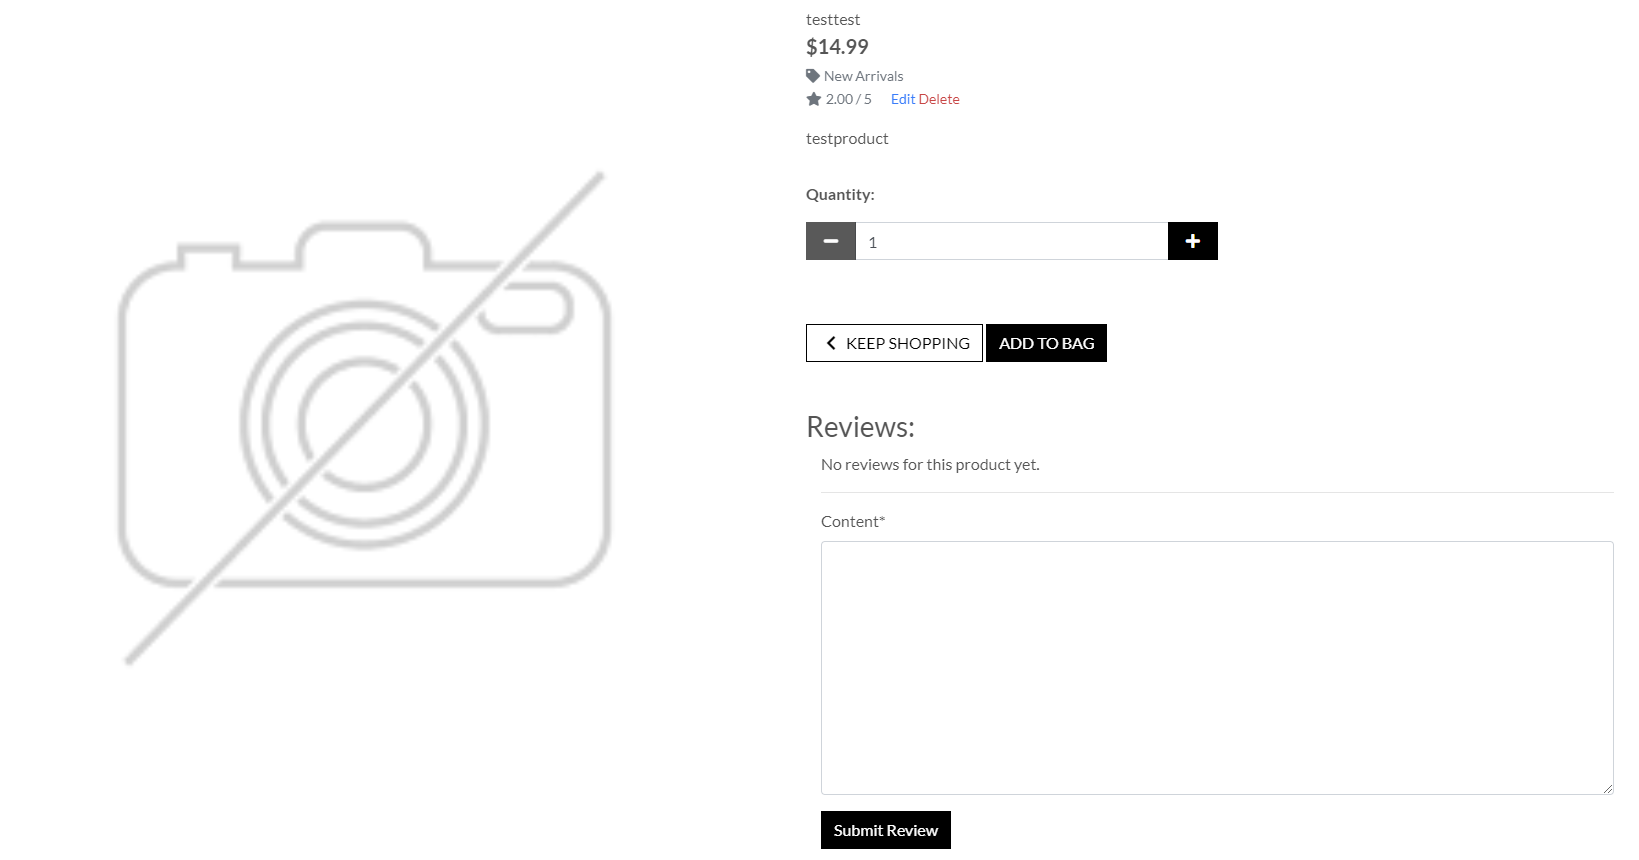 testtest
$14.99
New Arrivals
2.00 / 5 Edit Delete
testproduct
Quantity:
1
KEEP SHOPPING ADD TO BAG
Reviews:
No reviews for this product yet.
Content*
Submit Review